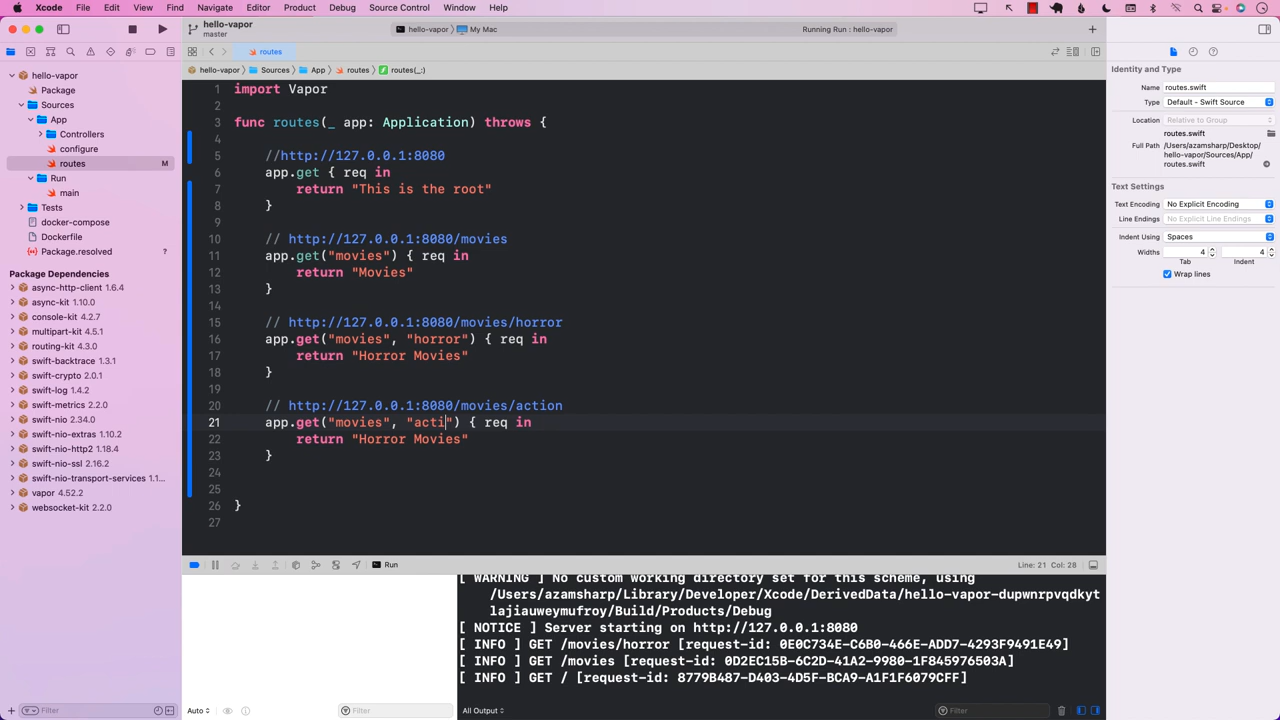 Xcode File Edit View Find Navigate Editor Product Debug Source Control Window Help
hello-vapor
master
hello-vapor My Mac
Running Run: hello-vapor
routes
hello-vapor Sources App routes routes(_:)
hello-vapor
Package
Sources
App
Controllers
configure
routes M
Run
main
Tests
docker-compose
Dockerfile
Package.resolved ?
Package Dependencies
async-http-client 1.6.4
async-kit 1.10.0
console-kit 4.2.7
multipart-kit 4.5.1
routing-kit 4.3.0
swift-backtrace 1.3.1
swift-crypto 2.0.1
swift-log 1.4.2
swift-metrics 2.2.0
swift-nio 2.34.0
swift-nio-extras 1.10.2
swift-nio-http2 1.18.4
swift-nio-ssl 2.16.2
swift-nio-transport-services 1.1...
vapor 4.52.2
websocket-kit 2.2.0
Filter
1 import Vapor
2
3 func routes(_ app: Application) throws {
4
5 //http://127.0.0.1:8080
6 app.get { req in
7 return "This is the root"
8 }
9
10 // http://127.0.0.1:8080/movies
11 app.get("movies") { req in
12 return "Movies"
13 }
14
15 // http://127.0.0.1:8080/movies/horror
16 app.get("movies", "horror") { req in
17 return "Horror Movies"
18 }
19
20 // http://127.0.0.1:8080/movies/action
21 app.get("movies", "acti") { req in
22 return "Horror Movies"
23 }
24
25
26 }
27
Run
Line: 21 Col: 28
[ WARNING ] No custom working directory set for this scheme, using
/Users/azamsharp/Library/Developer/Xcode/DerivedData/hello-vapor-dupwnrpvqdkyt
lajiauweymufroy/Build/Products/Debug
[ NOTICE ] Server starting on http://127.0.0.1:8080
[ INFO ] GET /movies/horror [request-id: 0E0C734E-C6B0-466E-ADD7-4293F9491E49]
[ INFO ] GET /movies [request-id: 0D2EC15B-6C2D-41A2-9980-1F845976503A]
[ INFO ] GET / [request-id: 8779B487-D403-4D5F-BCA9-A1F1F6079CFF]
Auto Filter All Output Filter
Identity and Type
Name routes.swift
Type Default - Swift Source
Location Relative to Group
routes.swift
Full Path /Users/azamsharp/Desktop/
hello-vapor/Sources/App/
routes.swift
Text Settings
Text Encoding No Explicit Encoding
Line Endings No Explicit Line Endings
Indent Using Spaces
Widths 4 4
Tab Indent
Wrap lines